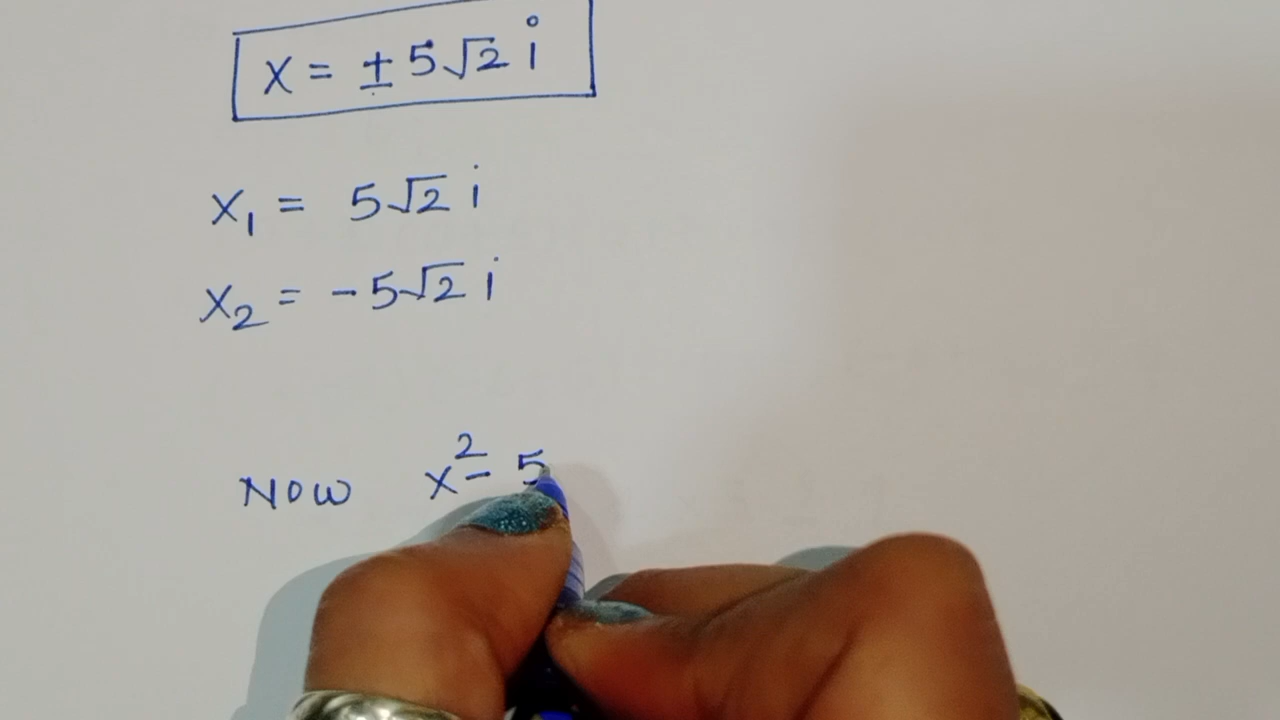 x = ± 5√2 i
x₁ = 5√2 i
x₂ = -5√2 i
Now x² - 5